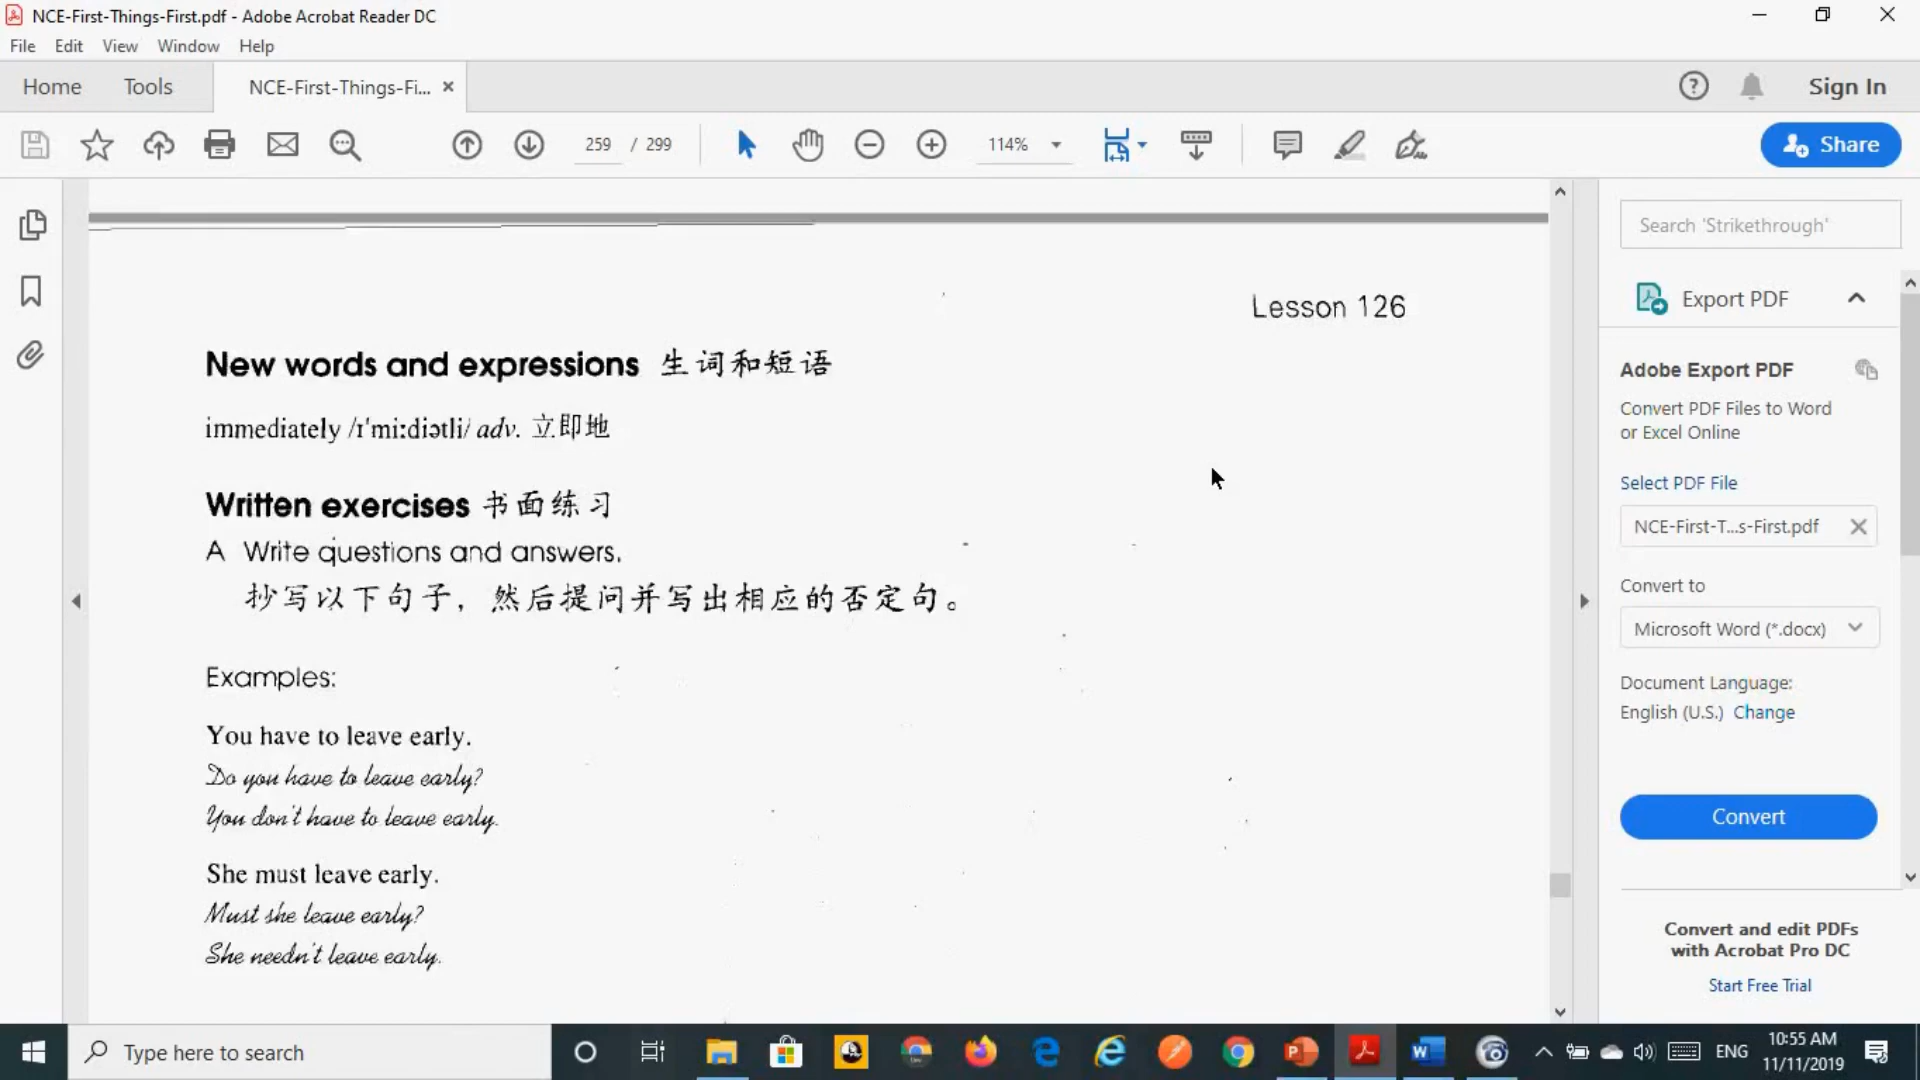 NCE-First-Things-First.pdf - Adobe Acrobat Reader DC
File Edit View Window Help
Home Tools NCE-First-Things-Fi... × Sign In
259 / 299 114% Share
Search 'Strikethrough'
Export PDF
Adobe Export PDF
Convert PDF Files to Word
or Excel Online
Select PDF File
NCE-First-T...s-First.pdf
Convert to
Microsoft Word (*.docx)
Document Language:
English (U.S.) Change
Convert
Convert and edit PDFs
with Acrobat Pro DC
Start Free Trial
Lesson 126
New words and expressions 生词和短语
immediately /ɪˈmiːdiətli/ adv. 立即地
Written exercises 书面练习
A Write questions and answers.
抄写以下句子，然后提问并写出相应的否定句。
Examples:
You have to leave early.
Do you have to leave early?
You don't have to leave early.
She must leave early.
Must she leave early?
She needn't leave early.
Type here to search
ENG
10:55 AM
11/11/2019